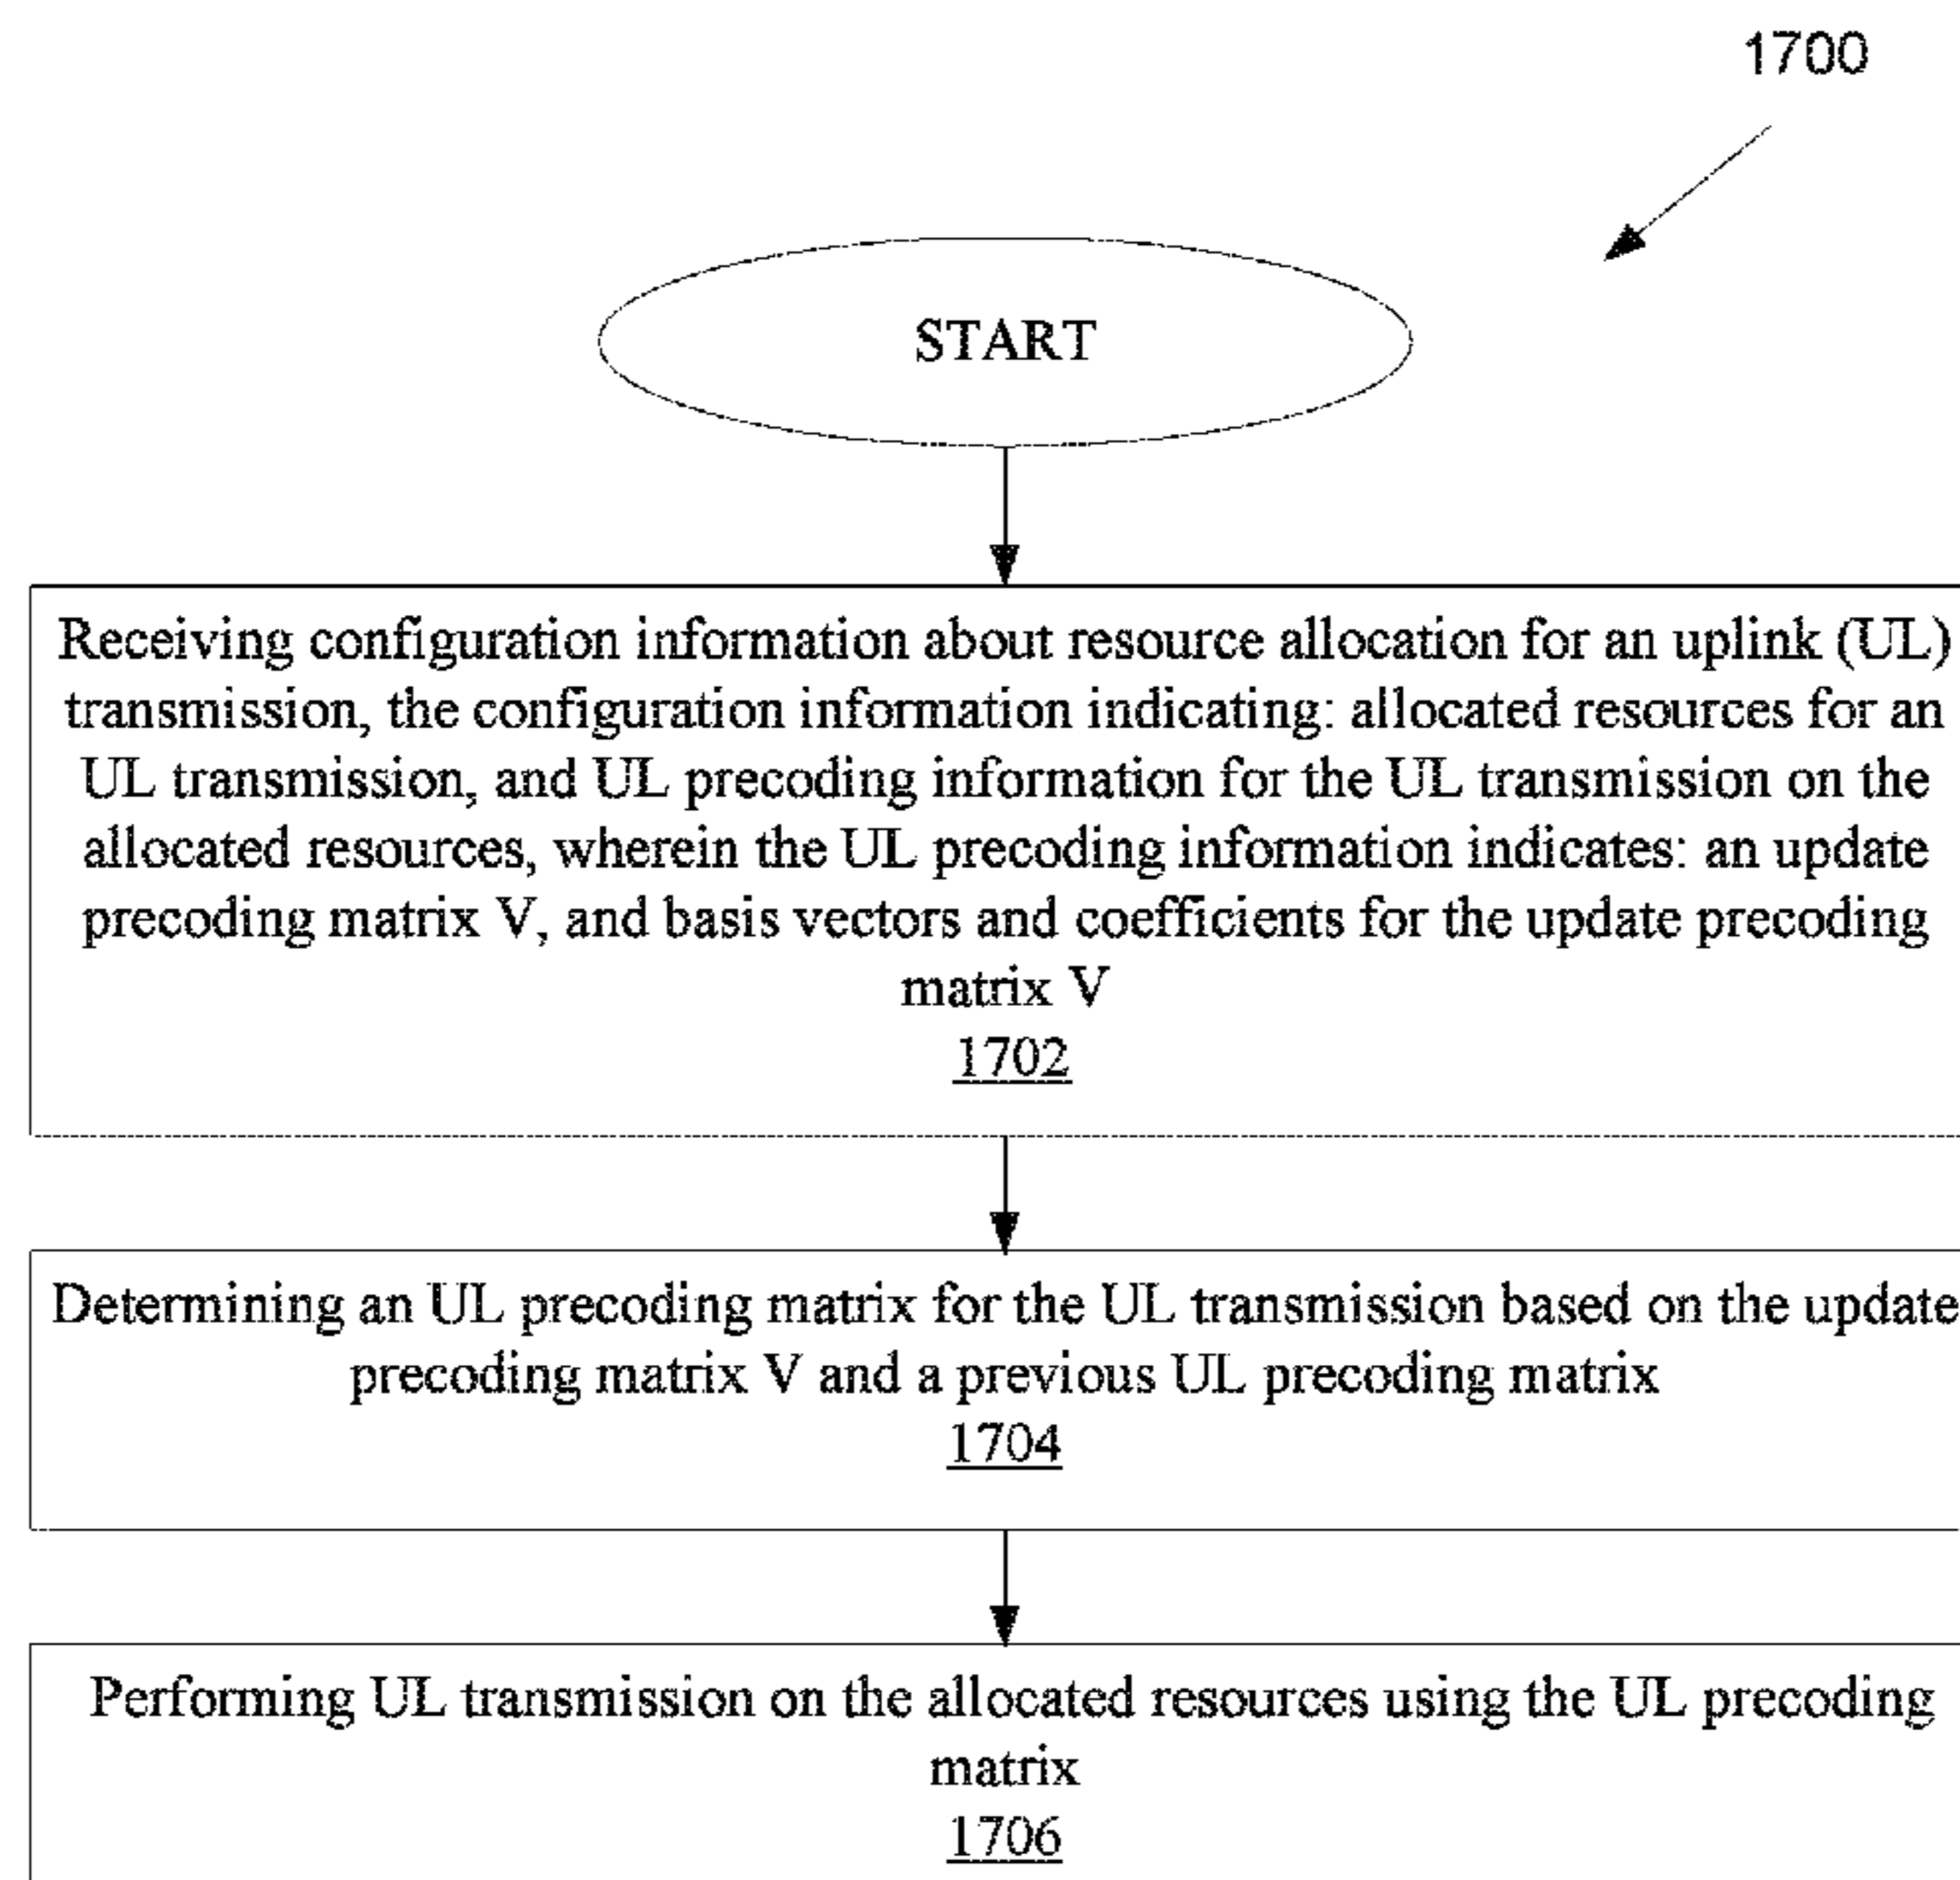 1700
START
Receiving configuration information about resource allocation for an uplink (UL)
transmission, the configuration information indicating: allocated resources for an
UL transmission, and UL precoding information for the UL transmission on the
allocated resources, wherein the UL precoding information indicates: an update
precoding matrix V, and basis vectors and coefficients for the update precoding
matrix V
1702
Determining an UL precoding matrix for the UL transmission based on the update
precoding matrix V and a previous UL precoding matrix
1704
Performing UL transmission on the allocated resources using the UL precoding
matrix
1706